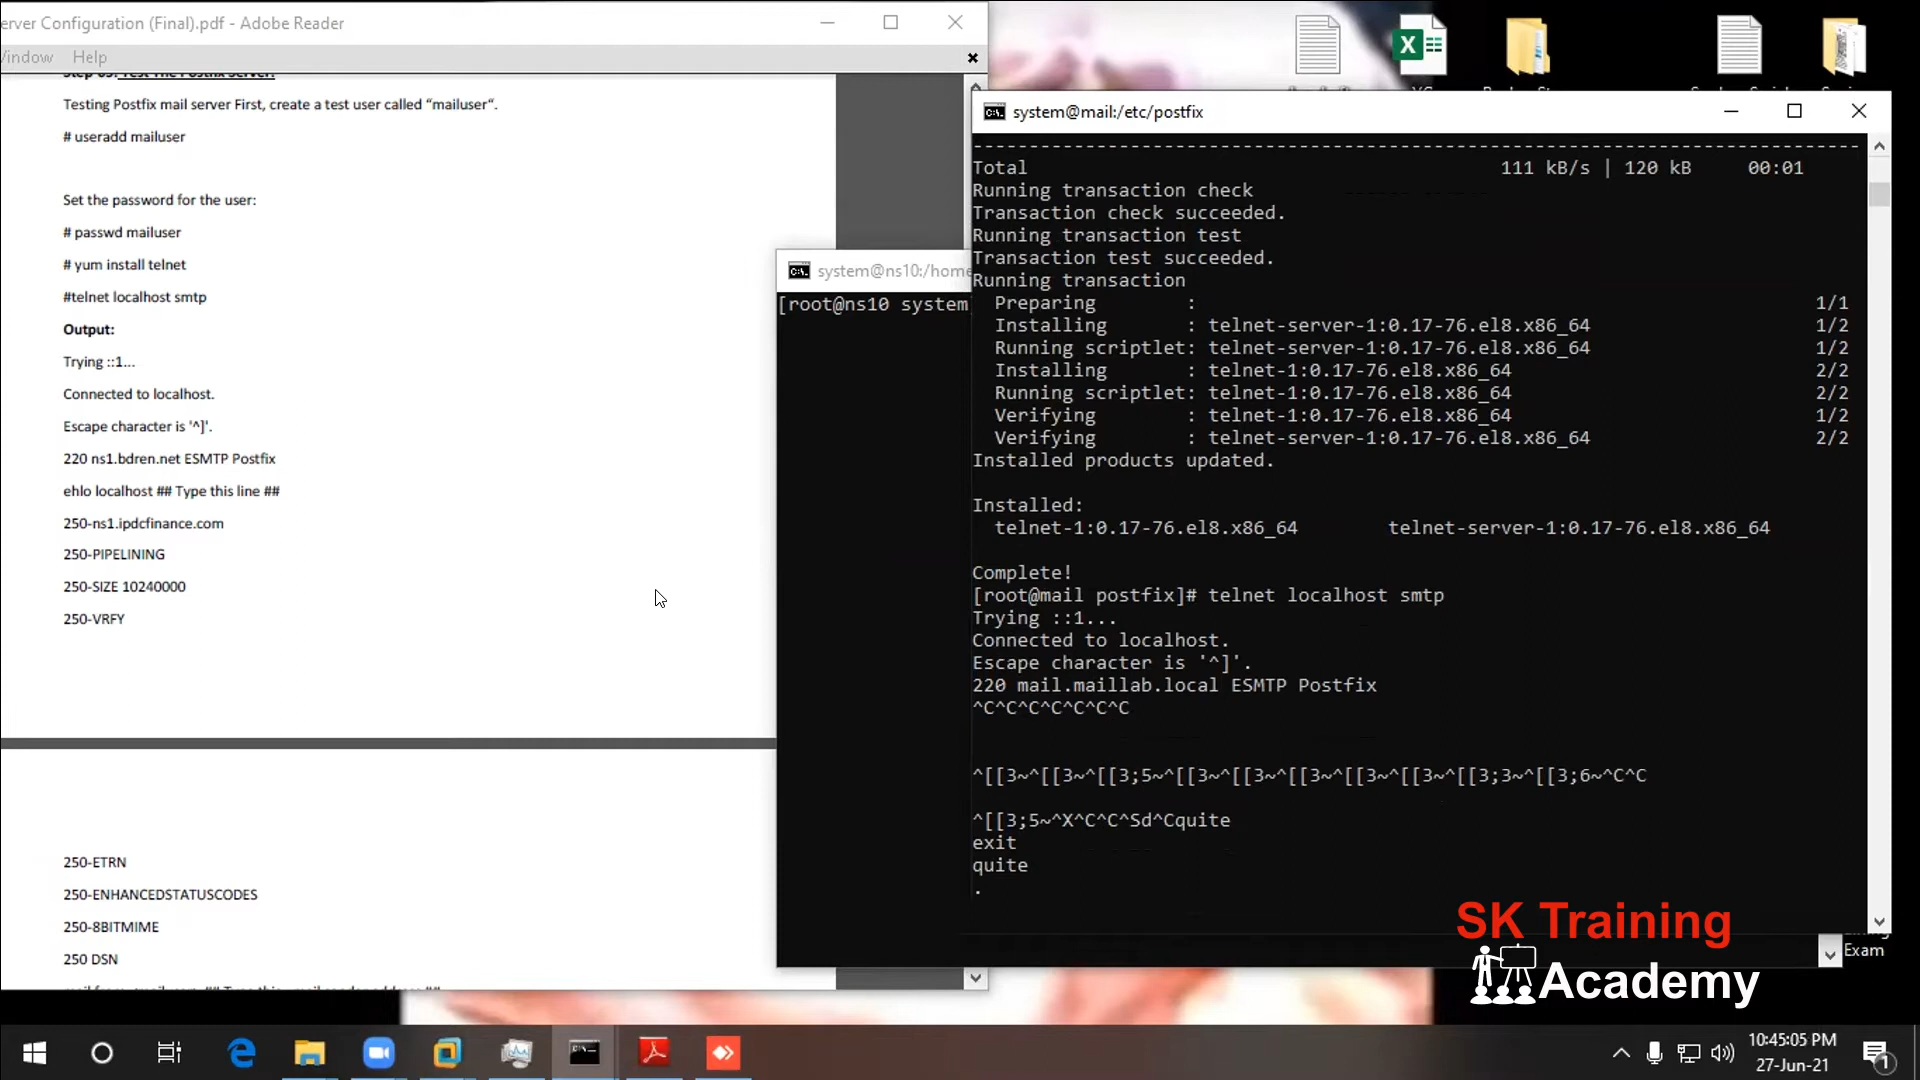 erver Configuration (Final).pdf - Adobe Reader
Window Help
Step 05: Test The Postfix Server:
Testing Postfix mail server First, create a test user called “mailuser“.
# useradd mailuser
Set the password for the user:
# passwd mailuser
# yum install telnet
#telnet localhost smtp
Output:
Trying ::1...
Connected to localhost.
Escape character is '^]'.
220 ns1.bdren.net ESMTP Postfix
ehlo localhost ## Type this line ##
250-ns1.ipdcfinance.com
250-PIPELINING
250-SIZE 10240000
250-VRFY
250-ETRN
250-ENHANCEDSTATUSCODES
250-8BITMIME
250 DSN
system@ns10:/home
[root@ns10 system]
system@mail:/etc/postfix
--------------------------------------------------------------------------------
Total 111 kB/s | 120 kB 00:01
Running transaction check
Transaction check succeeded.
Running transaction test
Transaction test succeeded.
Running transaction
Preparing : 1/1
Installing : telnet-server-1:0.17-76.el8.x86_64 1/2
Running scriptlet: telnet-server-1:0.17-76.el8.x86_64 1/2
Installing : telnet-1:0.17-76.el8.x86_64 2/2
Running scriptlet: telnet-1:0.17-76.el8.x86_64 2/2
Verifying : telnet-1:0.17-76.el8.x86_64 1/2
Verifying : telnet-server-1:0.17-76.el8.x86_64 2/2
Installed products updated.
Installed:
telnet-1:0.17-76.el8.x86_64 telnet-server-1:0.17-76.el8.x86_64
Complete!
[root@mail postfix]# telnet localhost smtp
Trying ::1...
Connected to localhost.
Escape character is '^]'.
220 mail.maillab.local ESMTP Postfix
^C^C^C^C^C^C^C
^[[3~^[[3~^[[3;5~^[[3~^[[3~^[[3~^[[3~^[[3~^[[3;3~^[[3;6~^C^C
^[[3;5~^X^C^C^Sd^Cquite
exit
quite
.
SK Training
Academy
Exam
10:45:05 PM
27-Jun-21
1